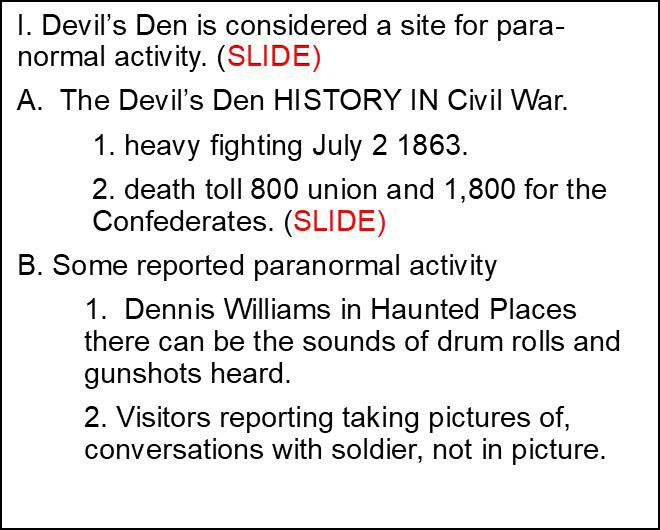 I. Devil's Den is considered a site for para-
normal activity. (SLIDE)
A.  The Devil's Den HISTORY IN Civil War.
1. heavy fighting July 2 1863.
2. death toll 800 union and 1,800 for the
Confederates. (SLIDE)
B. Some reported paranormal activity
1.  Dennis Williams in Haunted Places
there can be the sounds of drum rolls and
gunshots heard.
2. Visitors reporting taking pictures of,
conversations with soldier, not in picture.